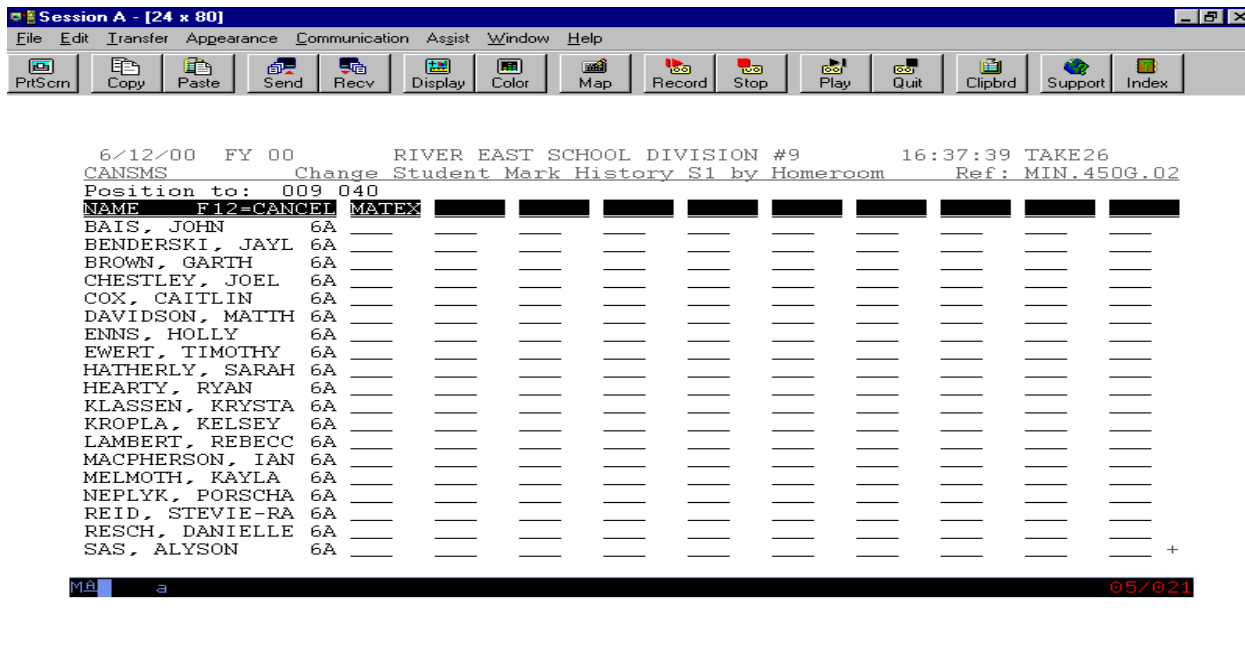 Session A - [24 x 80]
File Edit Transfer Appearance Communication Assist Window Help
PrtScrn Copy Paste Send Recv Display Color Map Record Stop Play Quit Clipbrd Support Index
6/12/00 FY 00 RIVER EAST SCHOOL DIVISION #9 16:37:39 TAKE26
CANSMS Change Student Mark History S1 by Homeroom Ref: MIN.450G.02
Position to: 009 040
NAME F12=CANCEL MATEX
BAIS, JOHN 6A
BENDERSKI, JAYL 6A
BROWN, GARTH 6A
CHESTLEY, JOEL 6A
COX, CAITLIN 6A
DAVIDSON, MATTH 6A
ENNS, HOLLY 6A
EWERT, TIMOTHY 6A
HATHERLY, SARAH 6A
HEARTY, RYAN 6A
KLASSEN, KRYSTA 6A
KROPLA, KELSEY 6A
LAMBERT, REBECC 6A
MACPHERSON, IAN 6A
MELMOTH, KAYLA 6A
NEPLYK, PORSCHA 6A
REID, STEVIE-RA 6A
RESCH, DANIELLE 6A
SAS, ALYSON 6A +
MA a 05/021